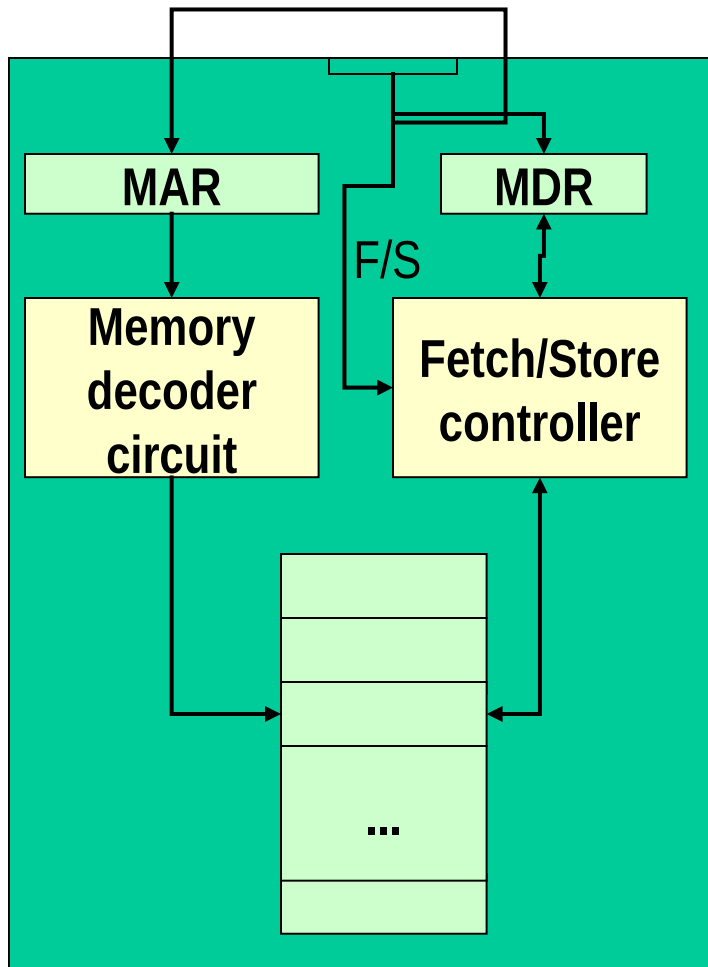 MAR
MDR
F/S
Memory
decoder
circuit
Fetch/Store
controller
...